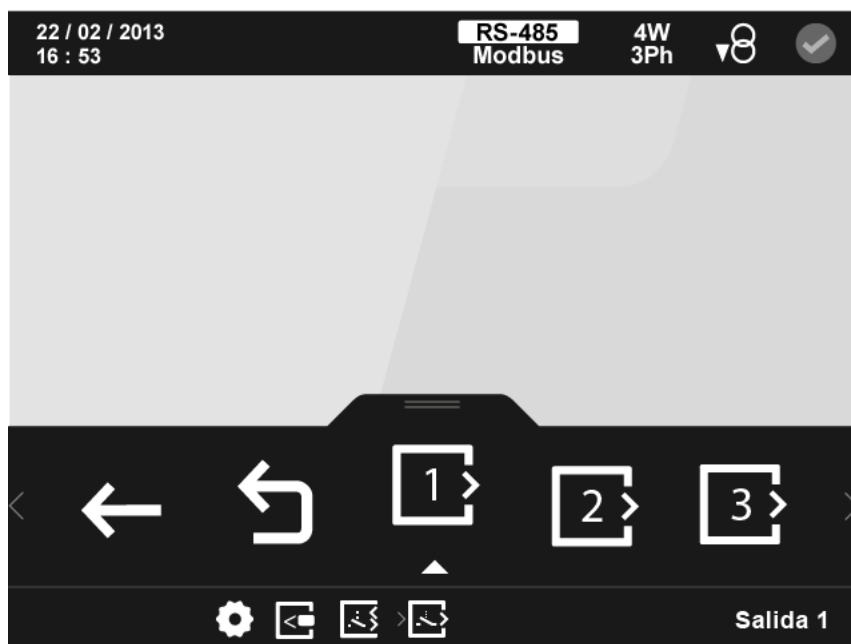 22 / 02 / 2013
16 : 53
RS-485
Modbus
4W
3Ph
1
2
3
Salida 1